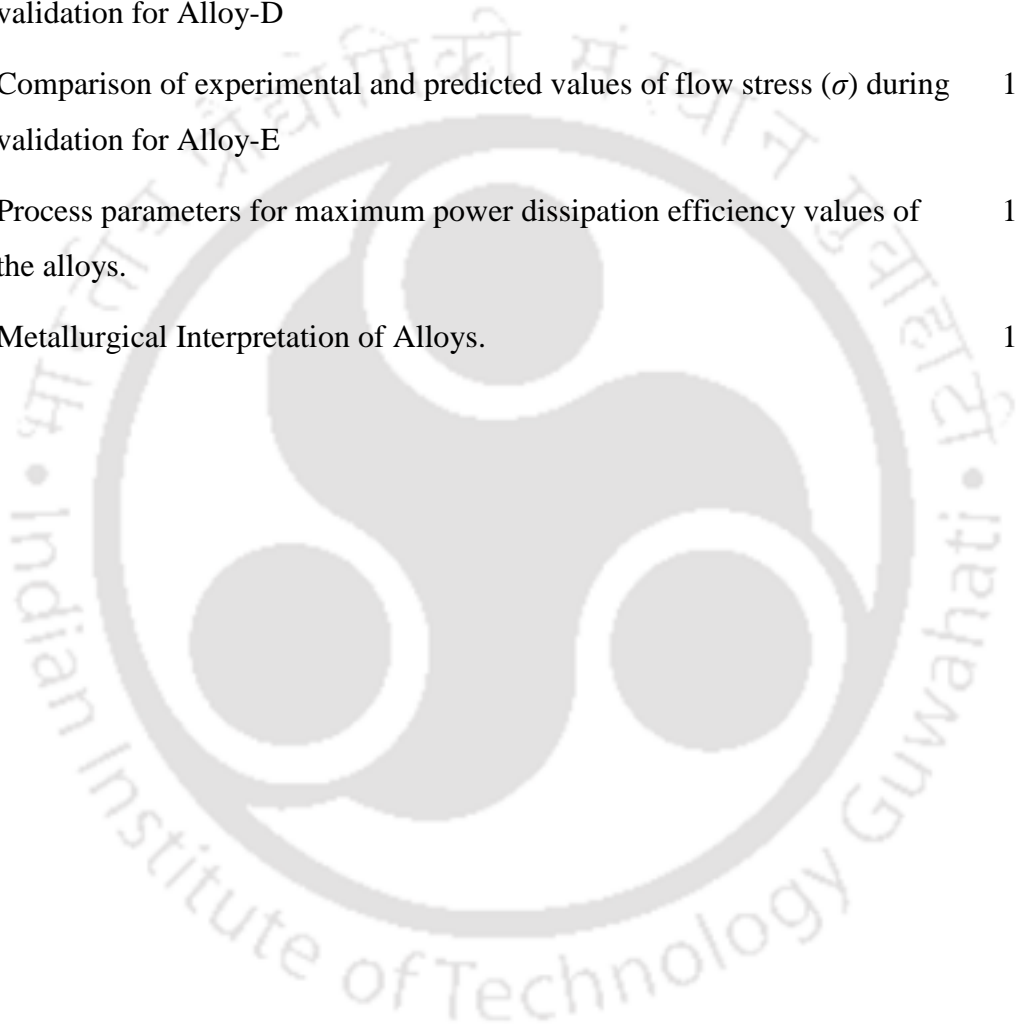 validation for Alloy-D
Comparison of experimental and predicted values of flow stress (σ) during 1
validation for Alloy-E
Process parameters for maximum power dissipation efficiency values of 1
the alloys.
Metallurgical Interpretation of Alloys. 1
भारतीय प्रौद्योगिकी संस्थान गुवाहाटी
Indian Institute of Technology Guwahati